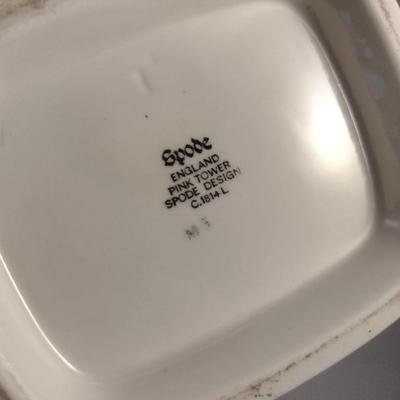 Spode
ENGLAND
PINK TOWER
SPODE DESIGN
C.1814 L